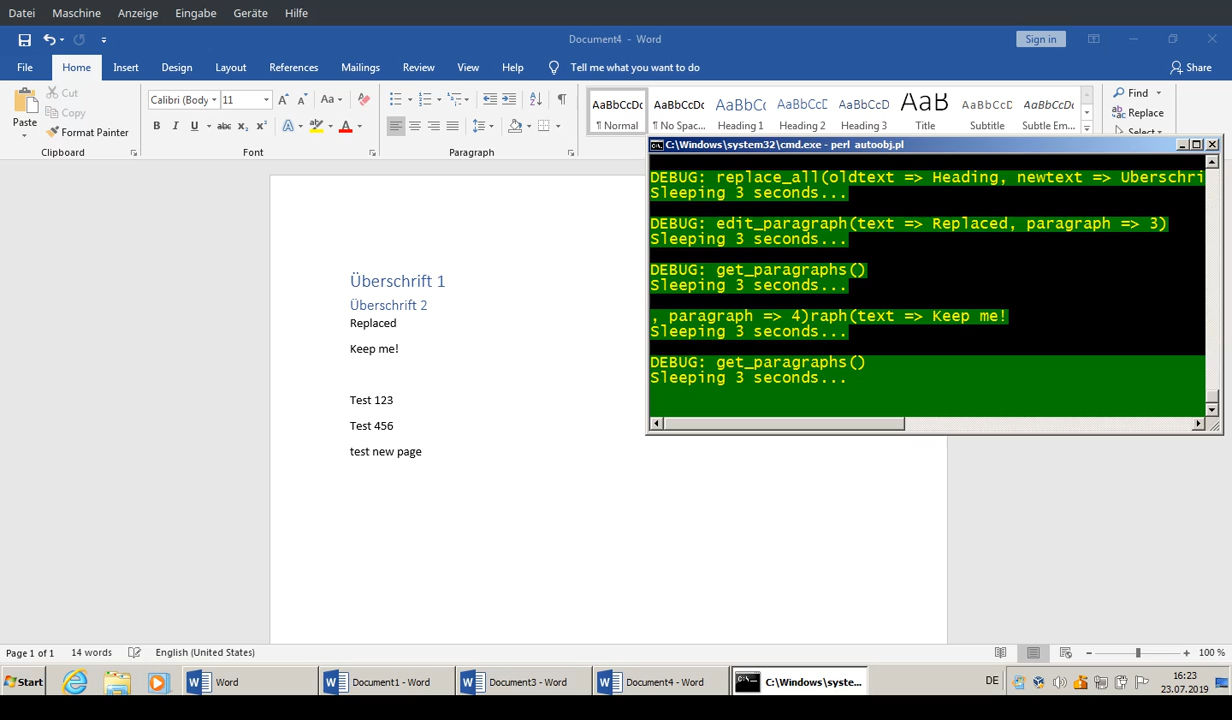 Datei Maschine Anzeige Eingabe Geräte Hilfe
Document4 - Word Sign in
File Home Insert Design Layout References Mailings Review View Help Tell me what you want to do Share
Paste Cut Copy Format Painter
Clipboard
Calibri (Body 11
Font
Paragraph
AaBbCcDc AaBbCcDc AaBbCc AaBbCcD AaBbCcDc AaB AaBbCcDc AaBbCcDc
¶ Normal ¶ No Spac... Heading 1 Heading 2 Heading 3 Title Subtitle Subtle Em...
Find
Replace
Select
C:\Windows\system32\cmd.exe - perl autoobj.pl
DEBUG: replace_all(oldtext => Heading, newtext => Uberschri
Sleeping 3 seconds...
DEBUG: edit_paragraph(text => Replaced, paragraph => 3)
Sleeping 3 seconds...
DEBUG: get_paragraphs()
Sleeping 3 seconds...
, paragraph => 4)raph(text => Keep me!
Sleeping 3 seconds...
DEBUG: get_paragraphs()
Sleeping 3 seconds...
Überschrift 1
Überschrift 2
Replaced
Keep me!
Test 123
Test 456
test new page
Page 1 of 1 14 words English (United States) 100 %
Start Word Document1 - Word Document3 - Word Document4 - Word C:\Windows\syste... DE 16:23
23.07.2019